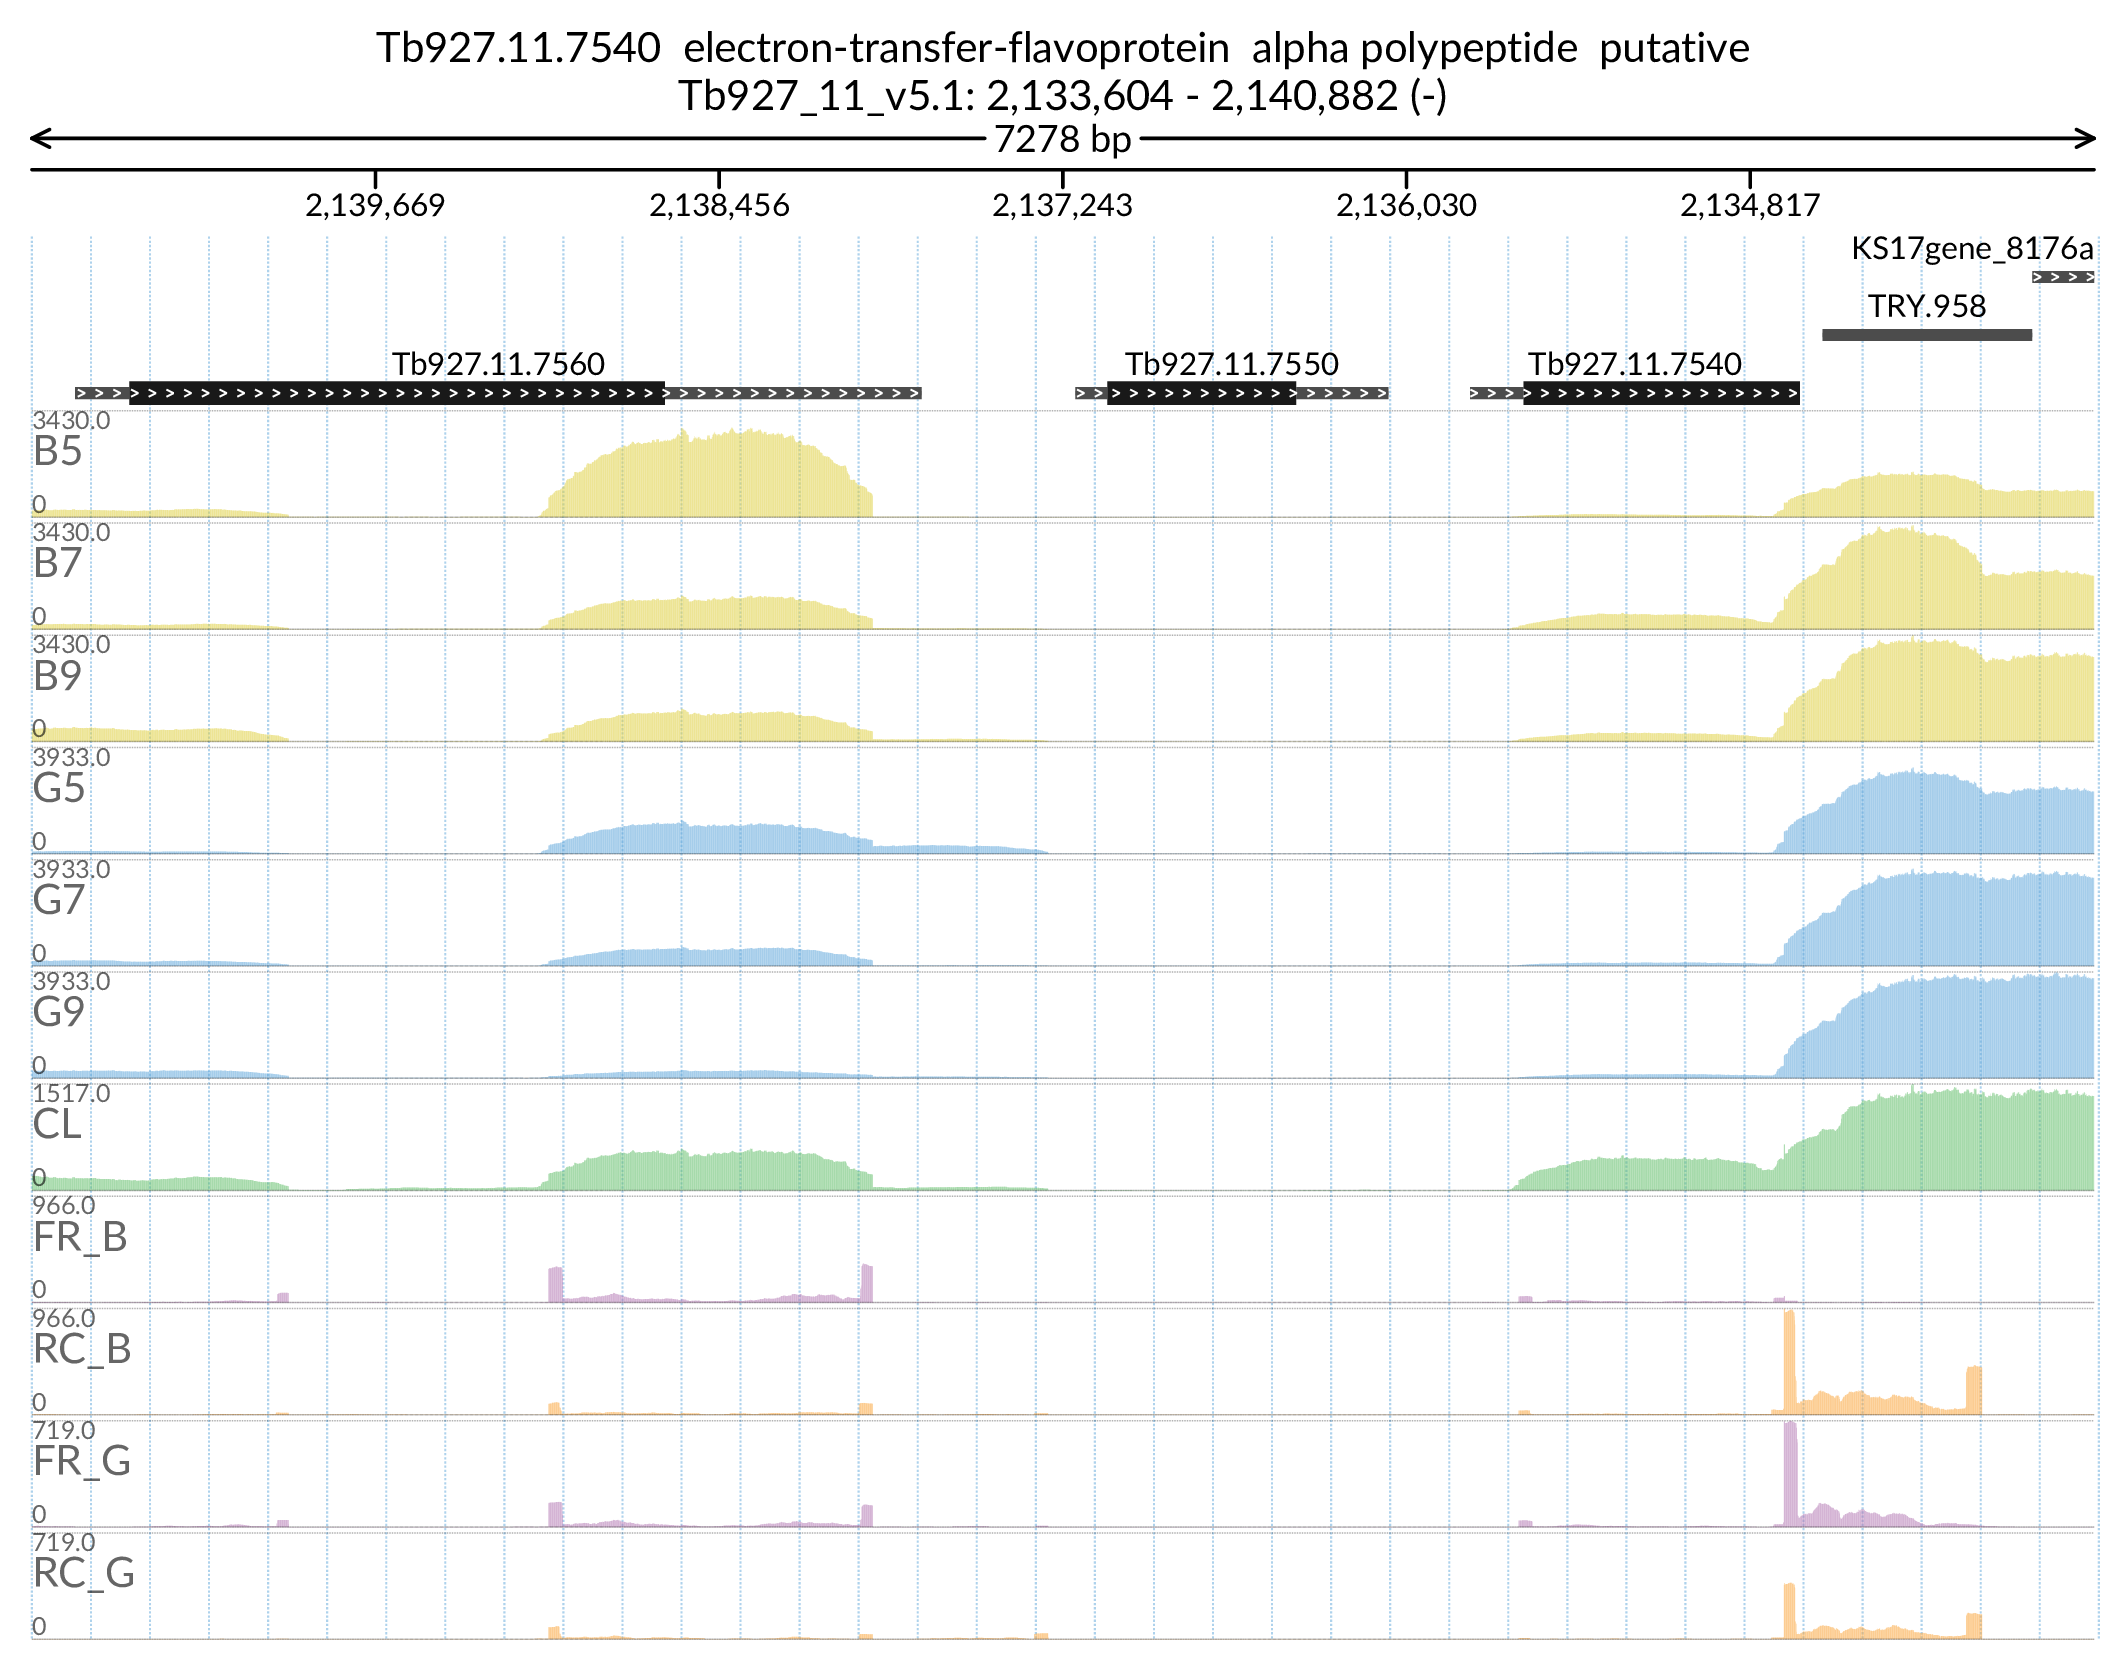 Tb927.11.7540 electron-transfer-flavoprotein alpha polypeptide putative
Tb927_11_v5.1: 2,133,604 - 2,140,882 (-)
7278 bp
2,139,669 2,138,456 2,137,243 2,136,030 2,134,817
KS17gene_8176a
TRY.958
Tb927.11.7560 Tb927.11.7550 Tb927.11.7540
3430.0
B5
0
3430.0
B7
0
3430.0
B9
0
3933.0
G5
0
3933.0
G7
0
3933.0
G9
0
1517.0
CL
0
966.0
FR_B
0
966.0
RC_B
0
719.0
FR_G
0
719.0
RC_G
0